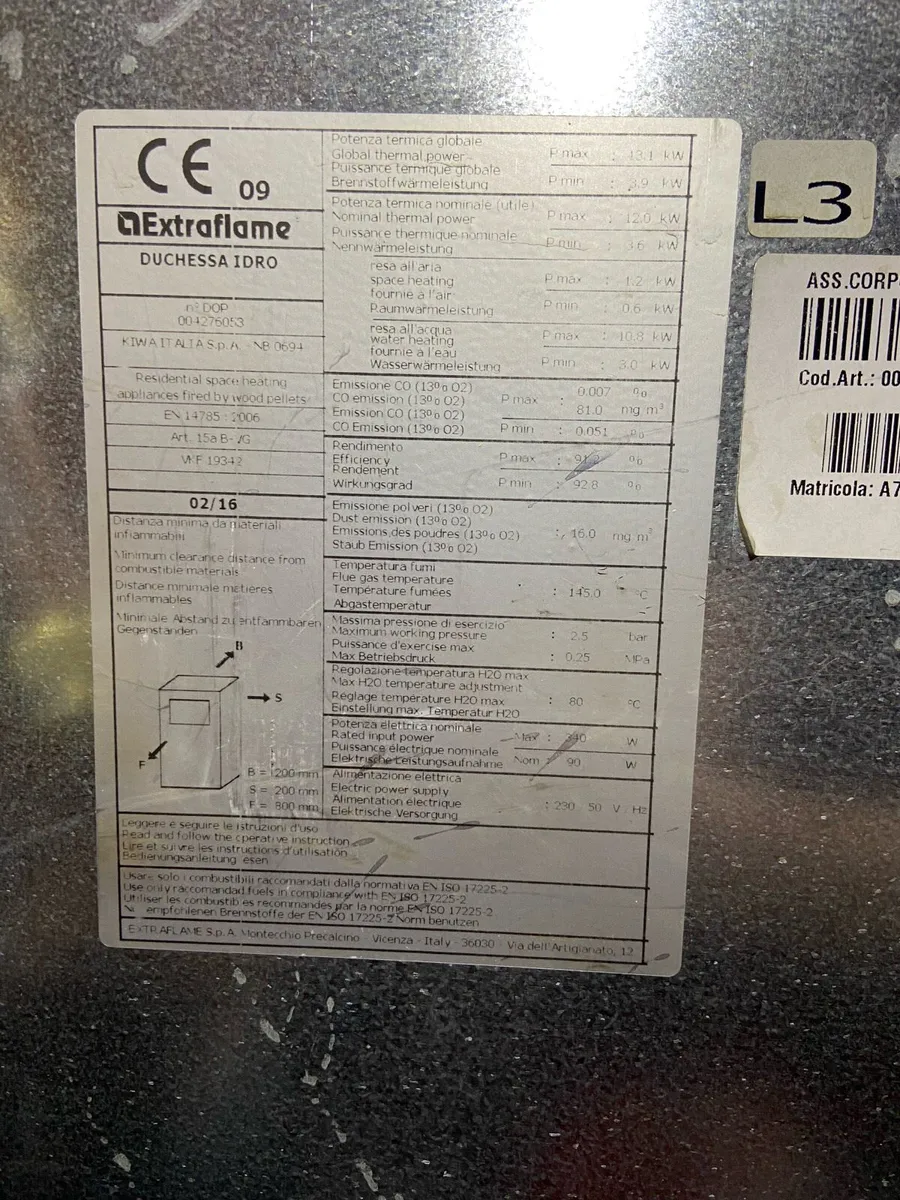 CE 09
Extraflame
DUCHESSA IDRO
n° DOP
004276053
KIWA ITALIA S.p.A. - NB 0694
Residential space heating
appliances fired by wood pellets
EN 14785 : 2006
Art. 15a B-VG
VKF 19342
02/16
Distanza minima da materiali
infiammabili
Minimum clearance distance from
combustible materials
Distance minimale matieres
inflammables
Minimale Abstand zu entfammbaren
Gegenständen
B
S
F
B = 200 mm
S = 200 mm
F = 800 mm
Potenza termica globale
Global thermal power
Puissance termique globale
Brennstoffwärmeleistung
P max : 13.1 kW
P min : 3.9 kW
Potenza termica nominale (utile)
Nominal thermal power
Puissance thermique nominale
Nennwärmeleistung
P max : 12.0 kW
P min : 3.6 kW
resa all'aria
space heating
fournie à l'air
Raumwärmeleistung
P max : 1.2 kW
P min : 0.6 kW
resa all'acqua
water heating
fournie à l'eau
Wasserwärmeleistung
P max : 10.8 kW
P min : 3.0 kW
Emissione CO (13% O2)
CO emission (13% O2)
Emission CO (13% O2)
CO Emission (13% O2)
P max : 0.007 %
81.0 mg/m³
P min : 0.051 %
Rendimento
Efficiency
Rendement
Wirkungsgrad
P max : %
P min : 92.8 %
Emissione polveri (13% O2)
Dust emission (13% O2)
Emissions des poudres (13% O2)
Staub Emission (13% O2)
: 16.0 mg/m³
Temperatura fumi
Flue gas temperature
Température fumées
Abgastemperatur
: 145.0 °C
Massima pressione di esercizio
Maximum working pressure
Puissance d'exercise max
Max Betriebsdruck
: 2.5 bar
: 0.25 MPa
Regolazione temperatura H2O max
Max H2O temperature adjustment
Réglage température H2O max
Einstellung max. Temperatur H2O
: 80 °C
Potenza elettrica nominale
Rated input power
Puissance électrique nominale
Elektrische Leistungsaufnahme
Max : 340 W
Nom : 90 W
Alimentazione elettrica
Electric power supply
Alimentation électrique
Elektrische Versorgung
: 230 50 V / Hz
Leggere e seguire le istruzioni d'uso
Read and follow the operative instruction
Lire et suivre les instructions d'utilisation
Bedienungsanleitung lesen
Usare solo i combustibili raccomandati dalla normativa EN ISO 17225-2
Use only raccomandad fuels in compliance with EN ISO 17225-2
Utiliser les combustibles recommandes par la norme EN ISO 17225-2
empfohlenen Brennstoffe der EN ISO 17225-2 Norm benutzen
EXTRAFLAME S.p.A. Montecchio Precalcino - Vicenza - Italy - 36030 - Via dell'Artigianato, 12
L3
ASS.CORP
Cod.Art.: 00
Matricola: A7